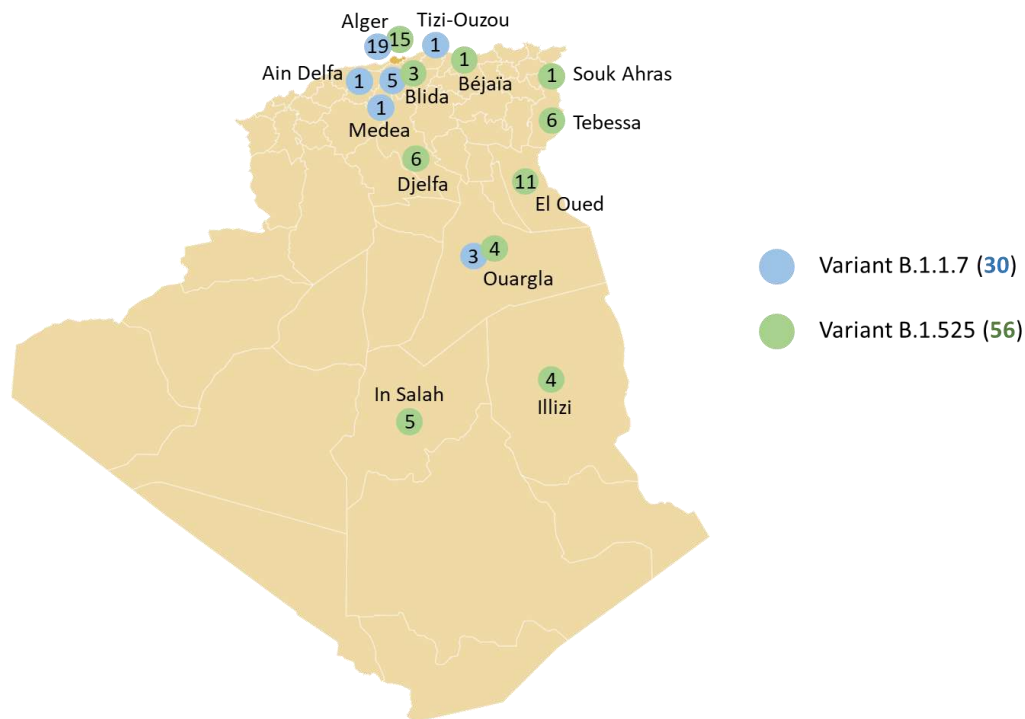 Alger
Tizi-Ouzou
19
15
1
Ain Delfa
1
5
3
Blida
1
Béjaïa
1
Souk Ahras
1
Medea
6
Tebessa
6
Djelfa
11
El Oued
3
4
Ouargla
Variant B.1.1.7 (30)
Variant B.1.525 (56)
In Salah
5
4
Illizi